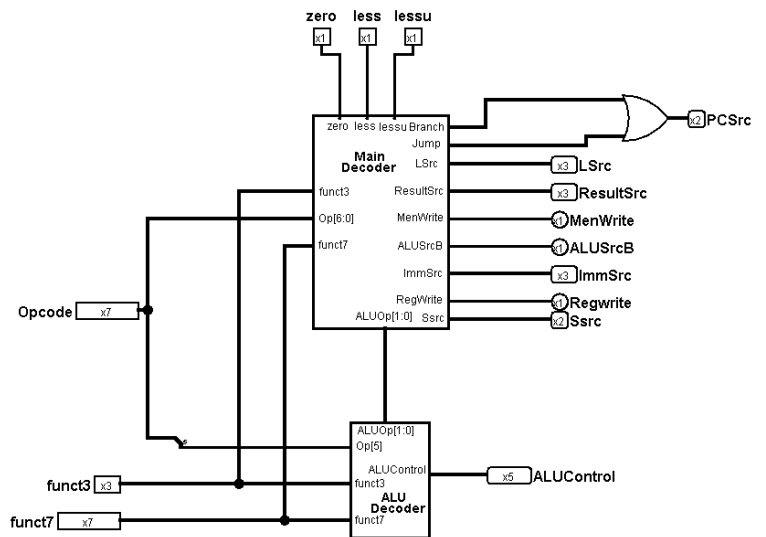 zero less lessu
x1 x1 x1
zero less lessu Branch
Jump
x2 PCSrc
Main
Decoder
LSrc
x3 LSrc
funct3
ResultSrc
x3 ResultSrc
Op[6:0]
MenWrite
x1 MenWrite
funct7
ALUSrcB
x1 ALUSrcB
ImmSrc
x3 ImmSrc
RegWrite
x1 Regwrite
ALUOp[1:0]
Ssrc
x2 Ssrc
Opcode x7
ALUOp[1:0]
Op[5]
ALUControl
x5 ALUControl
funct3 x3
funct3
ALU
Decoder
funct7 x7
funct7